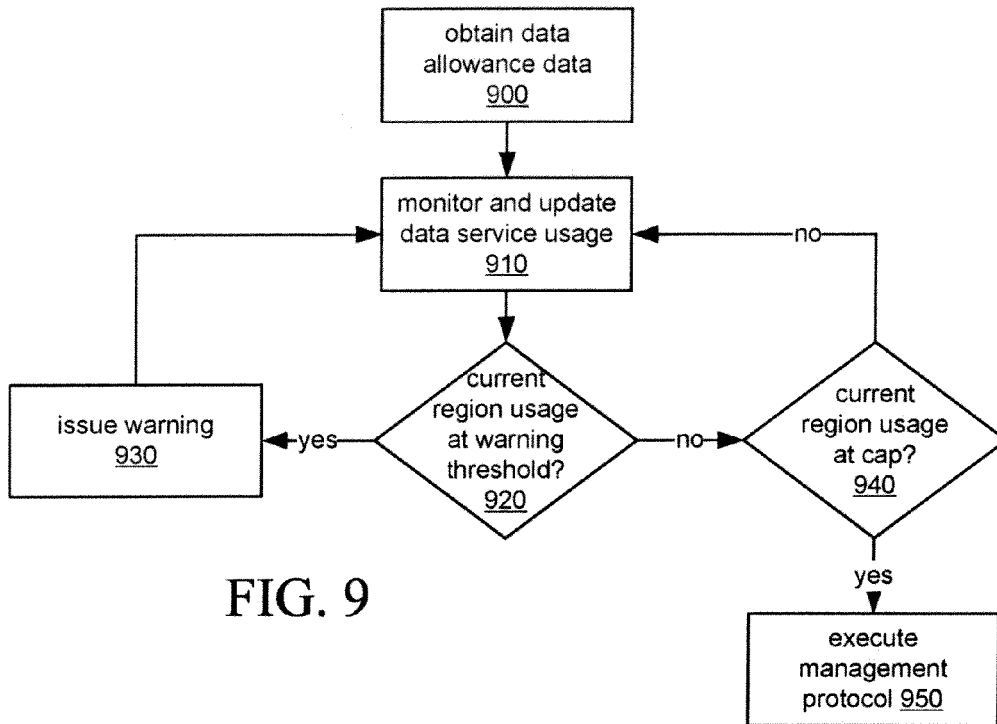 obtain data
allowance data
900
monitor and update
data service usage
910
no
current
region usage
at warning
threshold?
920
yes
issue warning
930
no
current
region usage
at cap?
940
yes
execute
management
protocol 950
FIG. 9